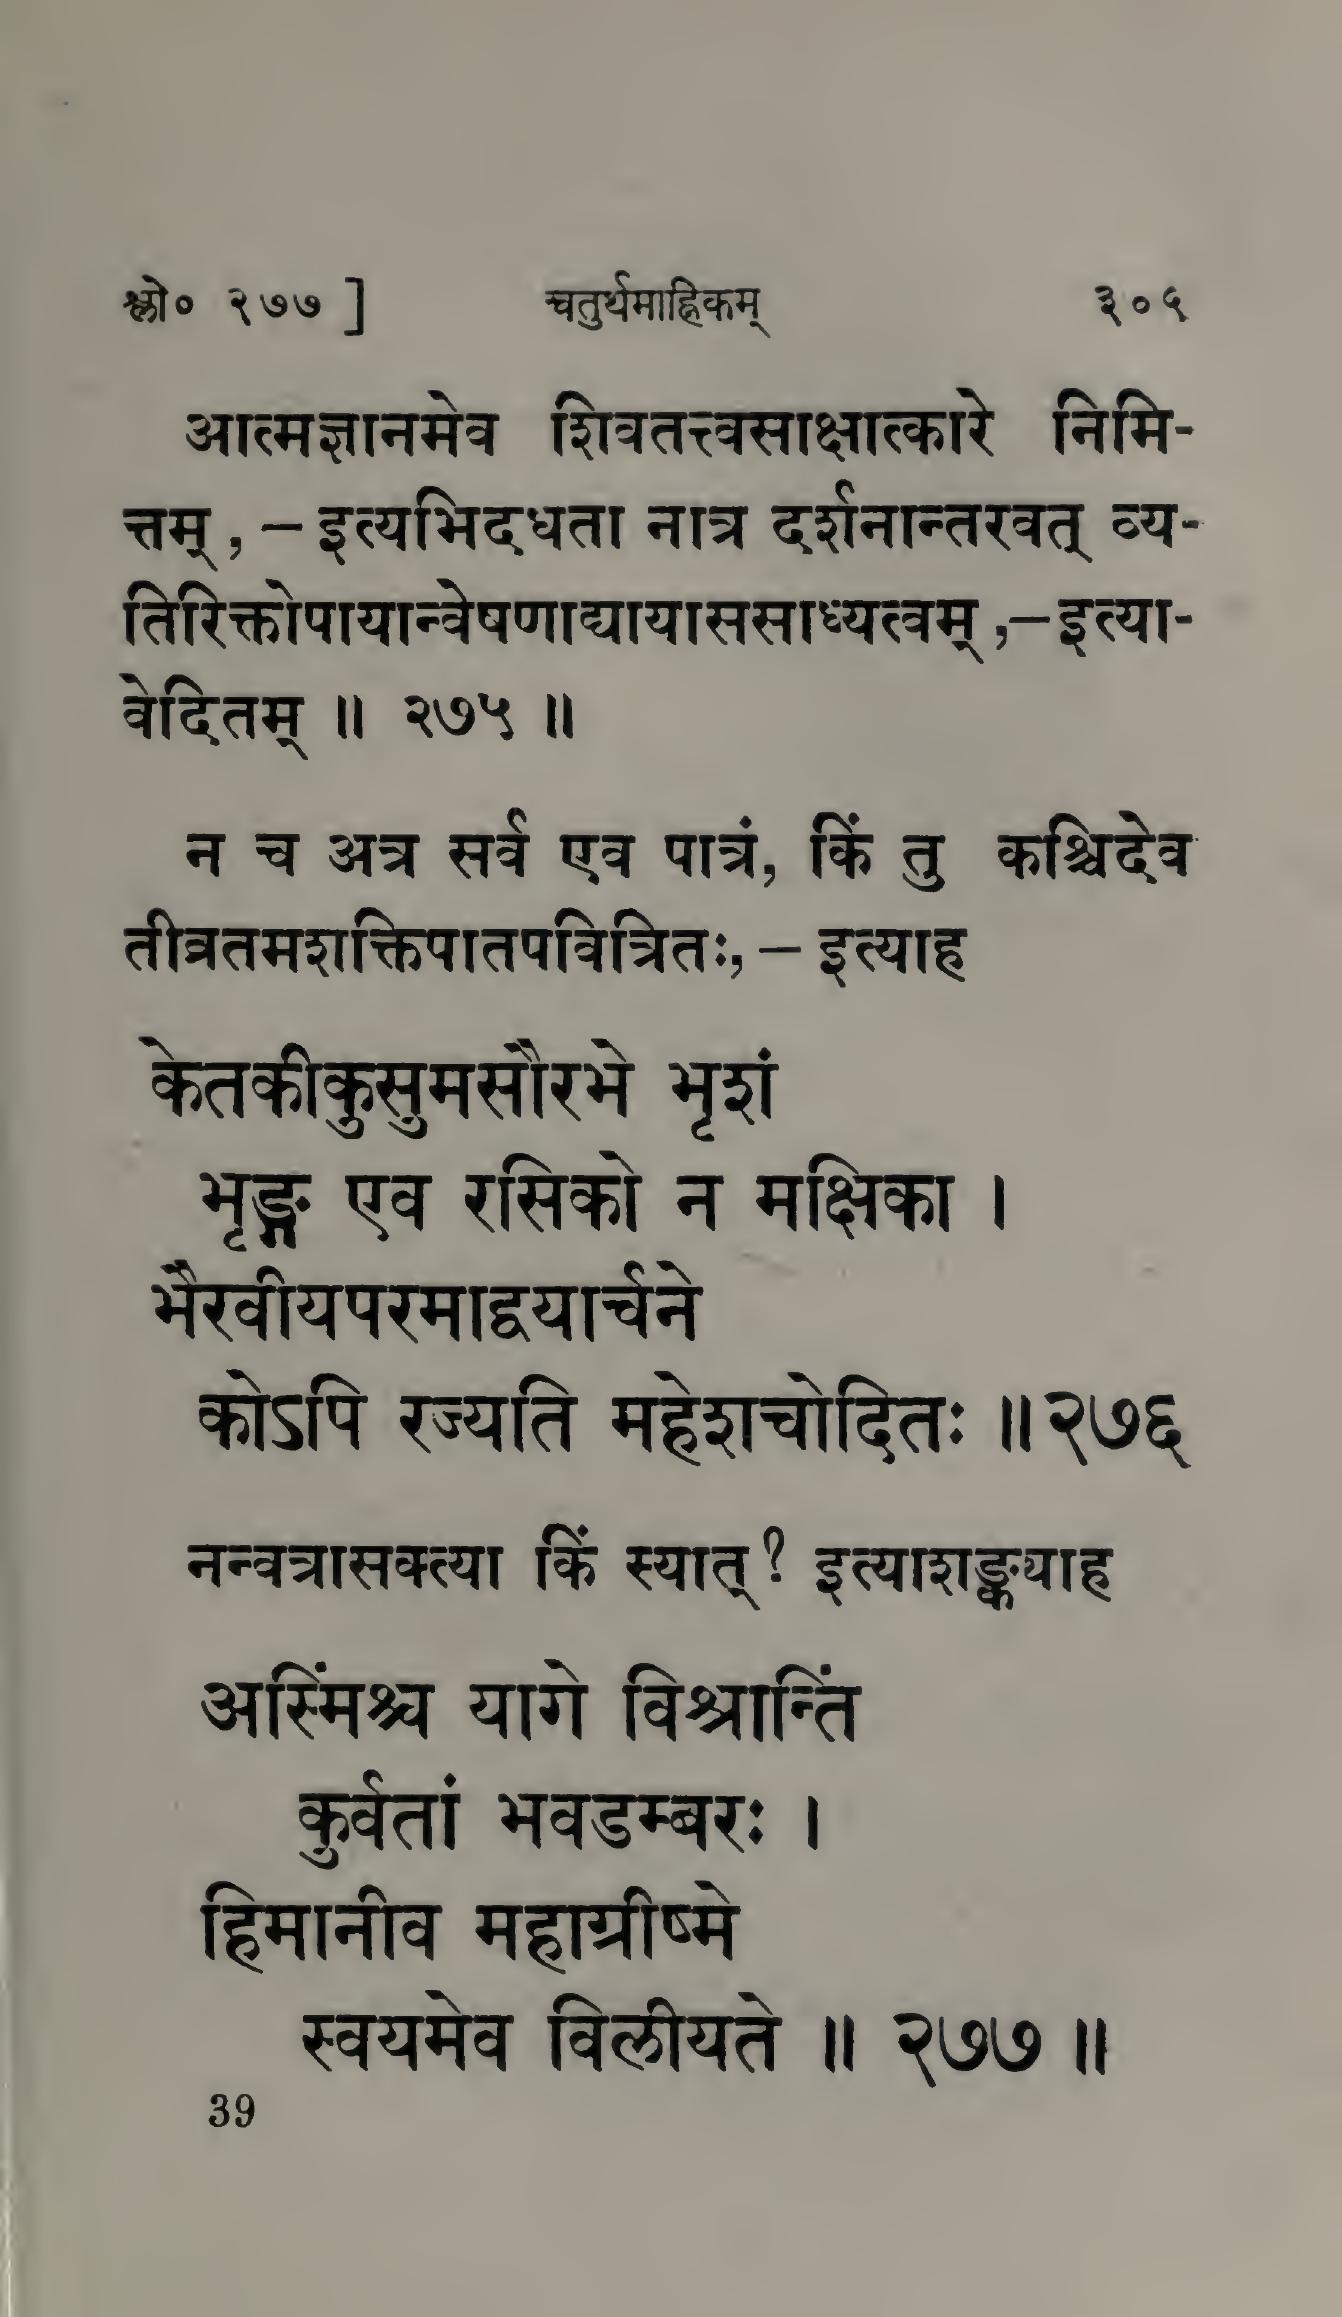 श्लो० २७७ ] चतुर्थमाह्निकम् ३०५
आत्मज्ञानमेव शिवतत्त्वसाक्षात्कारे निमि-
त्तम्, – इत्यभिदधता नात्र दर्शनान्तरवत् व्य-
तिरिक्तोपायान्वेषणाद्यायाससाध्यत्वम्,–इत्या-
वेदितम् ॥ २७५ ॥
न च अत्र सर्व एव पात्रं, किं तु कश्चिदेव
तीव्रतमशक्तिपातपवित्रितः, – इत्याह
केतकीकुसुमसौरभे भृशं
भृङ्ग एव रसिको न मक्षिका ।
भैरवीयपरमाद्वयार्चने
कोऽपि रज्यति महेशचोदितः ॥२७६
नन्वत्रासक्त्या किं स्यात्? इत्याशङ्क्याह
अस्मिंश्च यागे विश्रान्तिं
कुर्वतां भवडम्बरः ।
हिमानीव महाग्रीष्मे
स्वयमेव विलीयते ॥ २७७ ॥
39